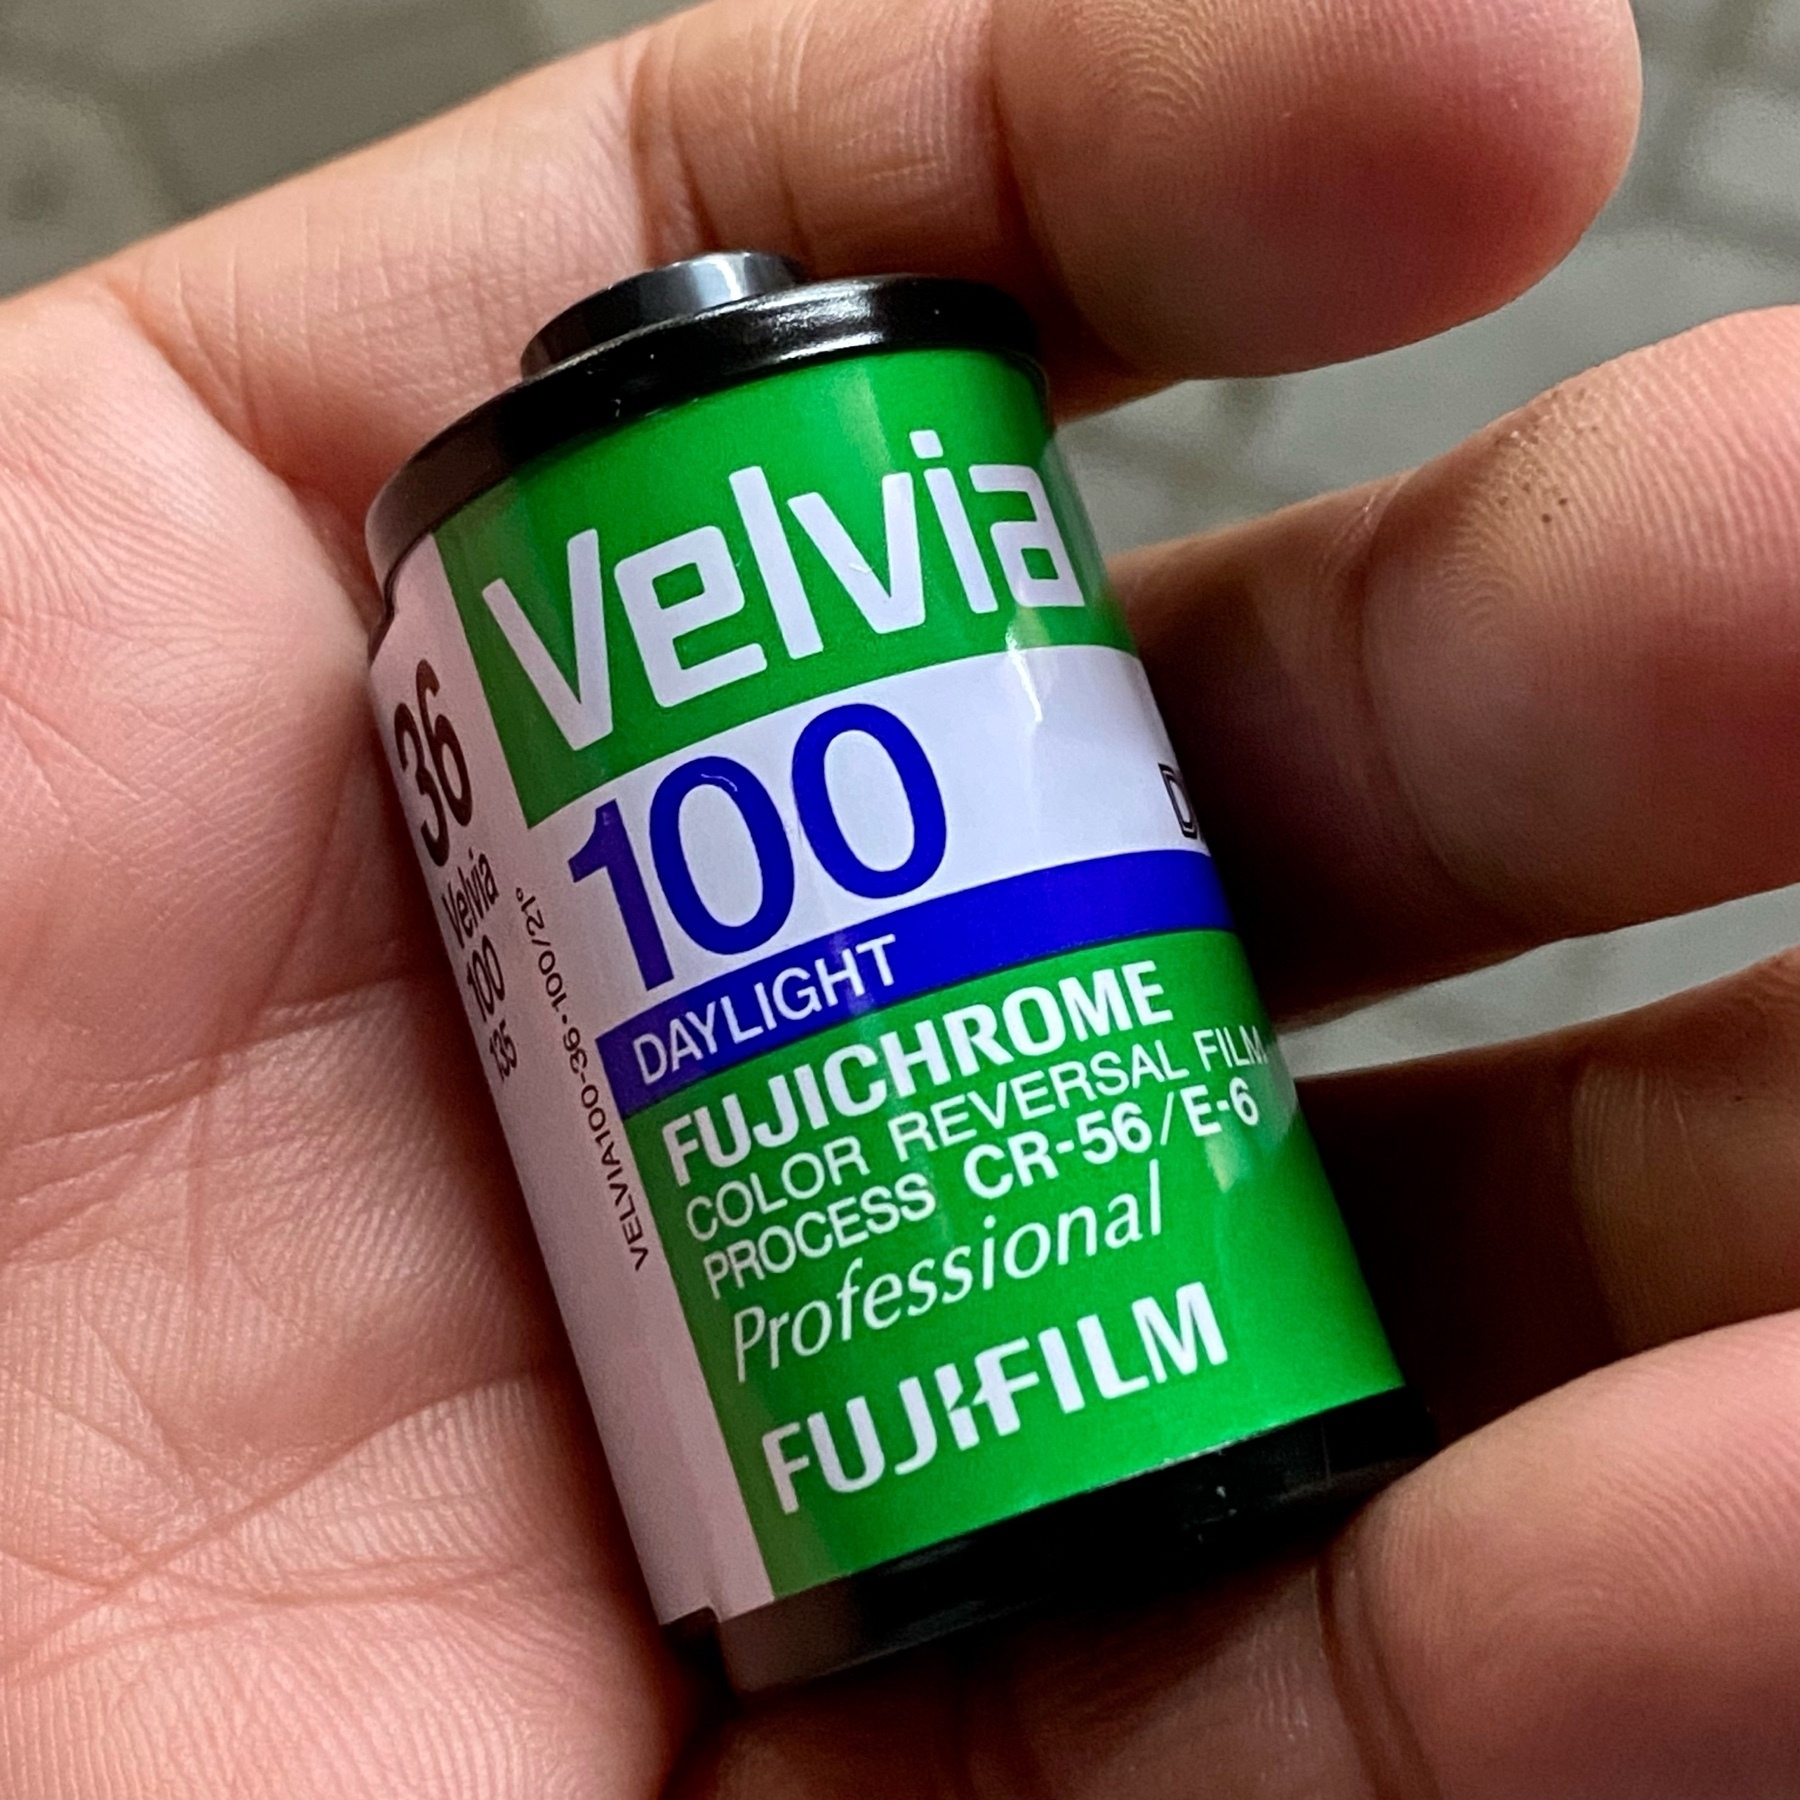 Velvia
100
DAYLIGHT
FUJICHROME
COLOR REVERSAL FILM
PROCESS CR-56/E-6
Professional
FUJIFILM
36
Velvia
100
135
VELVIA100-36•100/21°